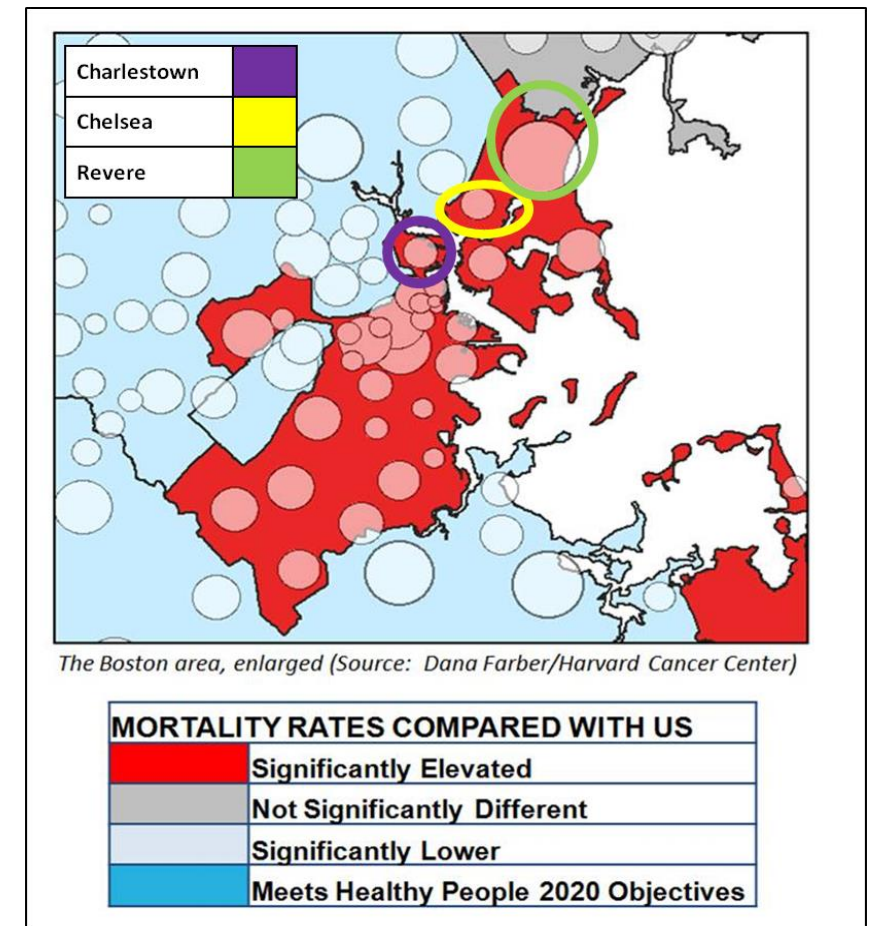 Charlestown
Chelsea
Revere
The Boston area, enlarged (Source: Dana Farber/Harvard Cancer Center)
MORTALITY RATES COMPARED WITH US
Significantly Elevated
Not Significantly Different
Significantly Lower
Meets Healthy People 2020 Objectives